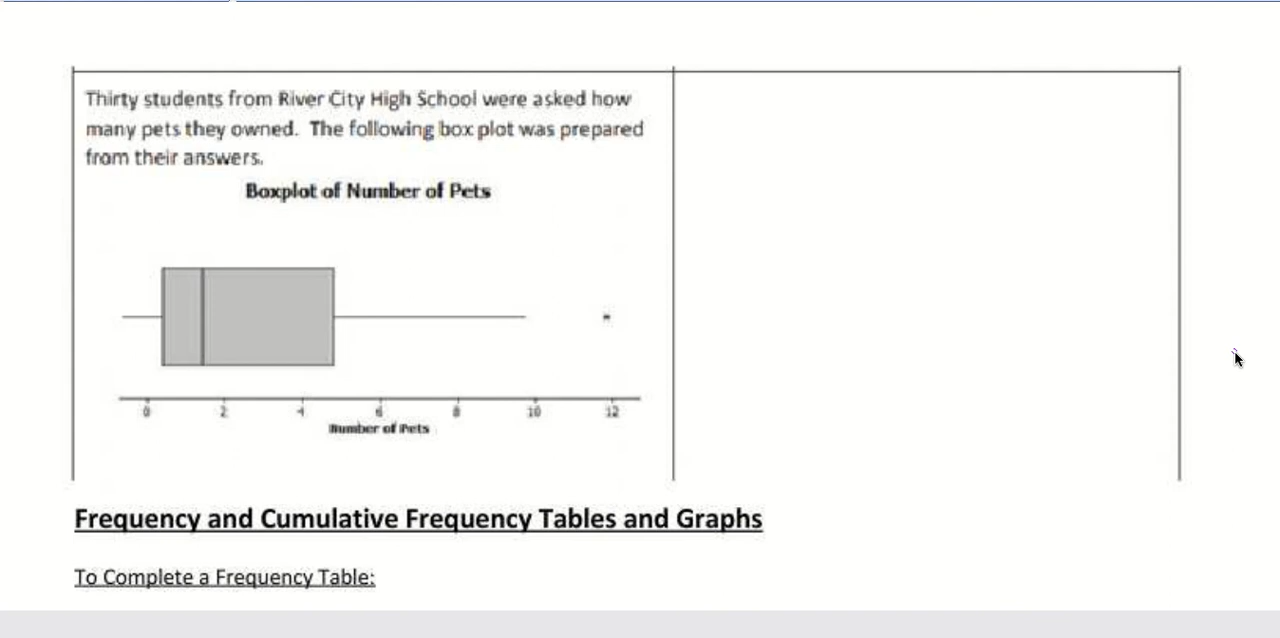 Thirty students from River City High School were asked how
many pets they owned. The following box plot was prepared
from their answers.
Boxplot of Number of Pets
0 2 4 6 8 10 12
Number of Pets
Frequency and Cumulative Frequency Tables and Graphs
To Complete a Frequency Table: